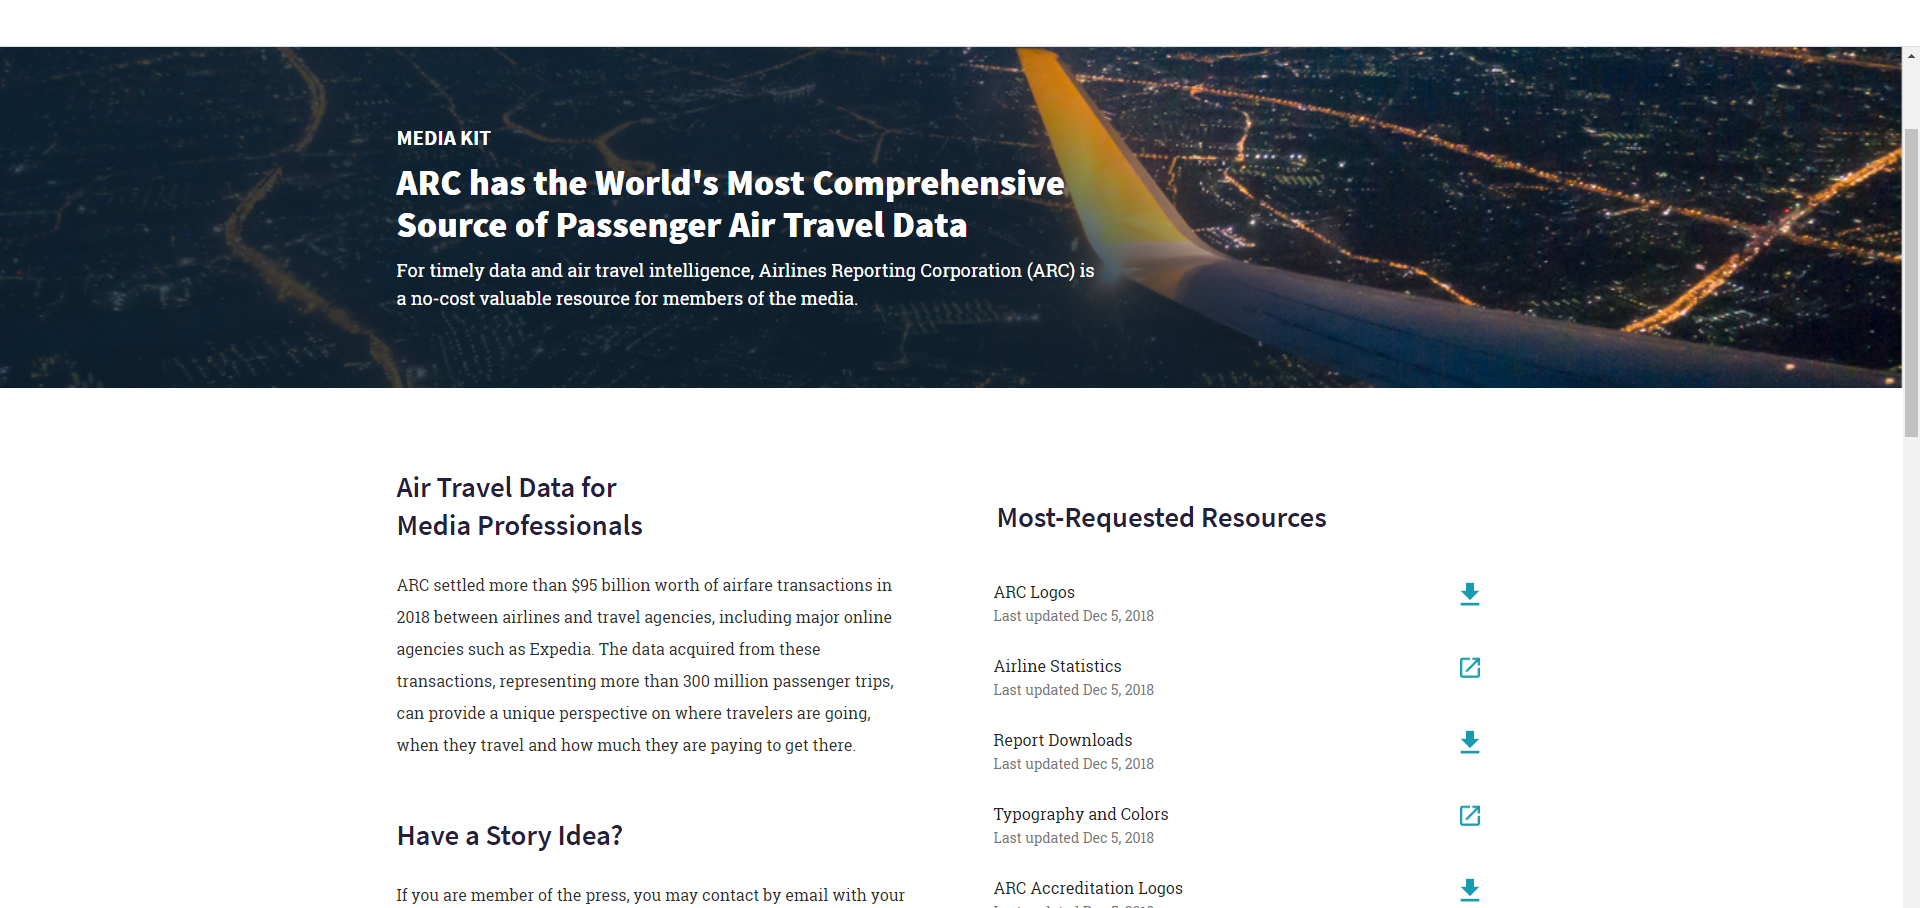 MEDIA KIT
ARC has the World's Most Comprehensive
Source of Passenger Air Travel Data
For timely data and air travel intelligence, Airlines Reporting Corporation (ARC) is
a no-cost valuable resource for members of the media.
Air Travel Data for
Media Professionals
ARC settled more than $95 billion worth of airfare transactions in
2018 between airlines and travel agencies, including major online
agencies such as Expedia. The data acquired from these
transactions, representing more than 300 million passenger trips,
can provide a unique perspective on where travelers are going,
when they travel and how much they are paying to get there.
Have a Story Idea?
If you are member of the press, you may contact by email with your
Most-Requested Resources
ARC Logos
Last updated Dec 5, 2018
Airline Statistics
Last updated Dec 5, 2018
Report Downloads
Last updated Dec 5, 2018
Typography and Colors
Last updated Dec 5, 2018
ARC Accreditation Logos